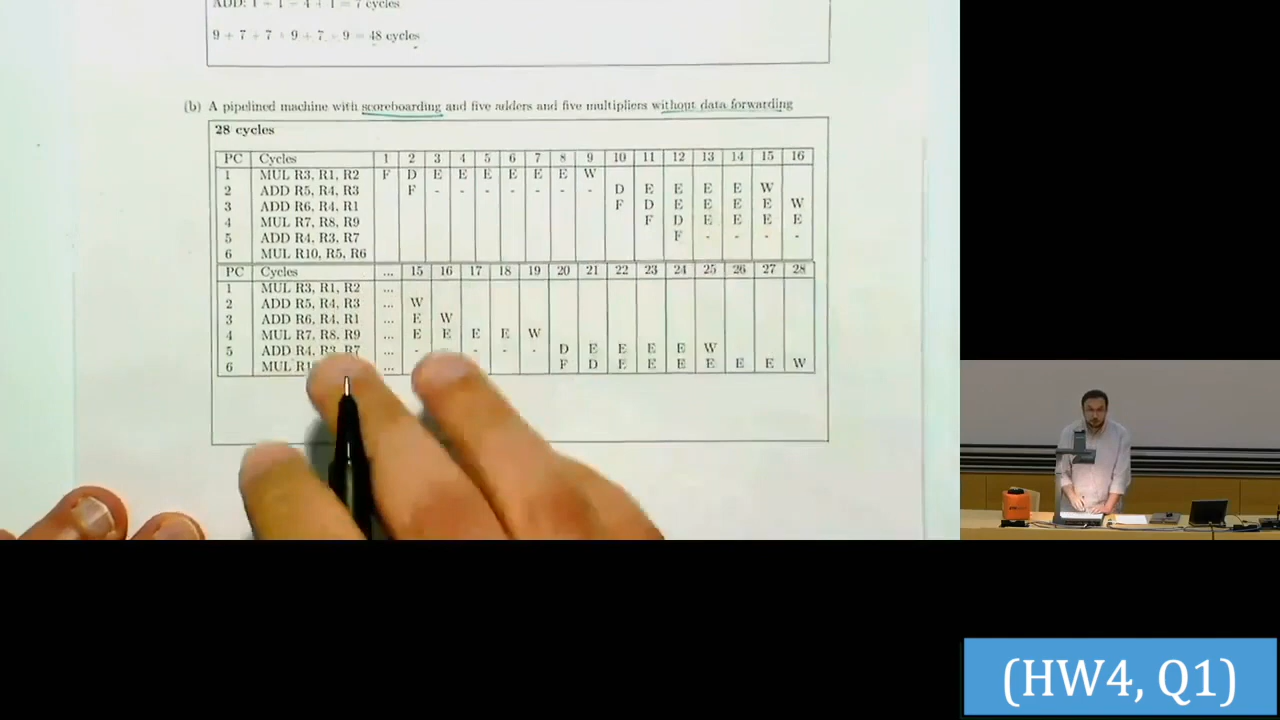 ADD: 1 + 1 + 4 + 1 = 7 cycles
9 + 7 + 7 + 9 + 7 + 9 = 48 cycles
(b) A pipelined machine with scoreboarding and five adders and five multipliers without data forwarding
28 cycles
PC Cycles 1 2 3 4 5 6 7 8 9 10 11 12 13 14 15 16
1 MUL R3, R1, R2 F D E E E E E E W
2 ADD R5, R4, R3 F - - - - - - - D E E E E W
3 ADD R6, R4, R1 F D E E E E W
4 MUL R7, R8, R9 F D E E E E
5 ADD R4, R3, R7 F - - - -
6 MUL R10, R5, R6
PC Cycles ... 15 16 17 18 19 20 21 22 23 24 25 26 27 28
1 MUL R3, R1, R2 ...
2 ADD R5, R4, R3 ... W
3 ADD R6, R4, R1 ... E W
4 MUL R7, R8, R9 ... E E E E W
5 ADD R4, R3, R7 ... - - - - D E E E E W
6 MUL ... F D E E E E E E W
(HW4, Q1)